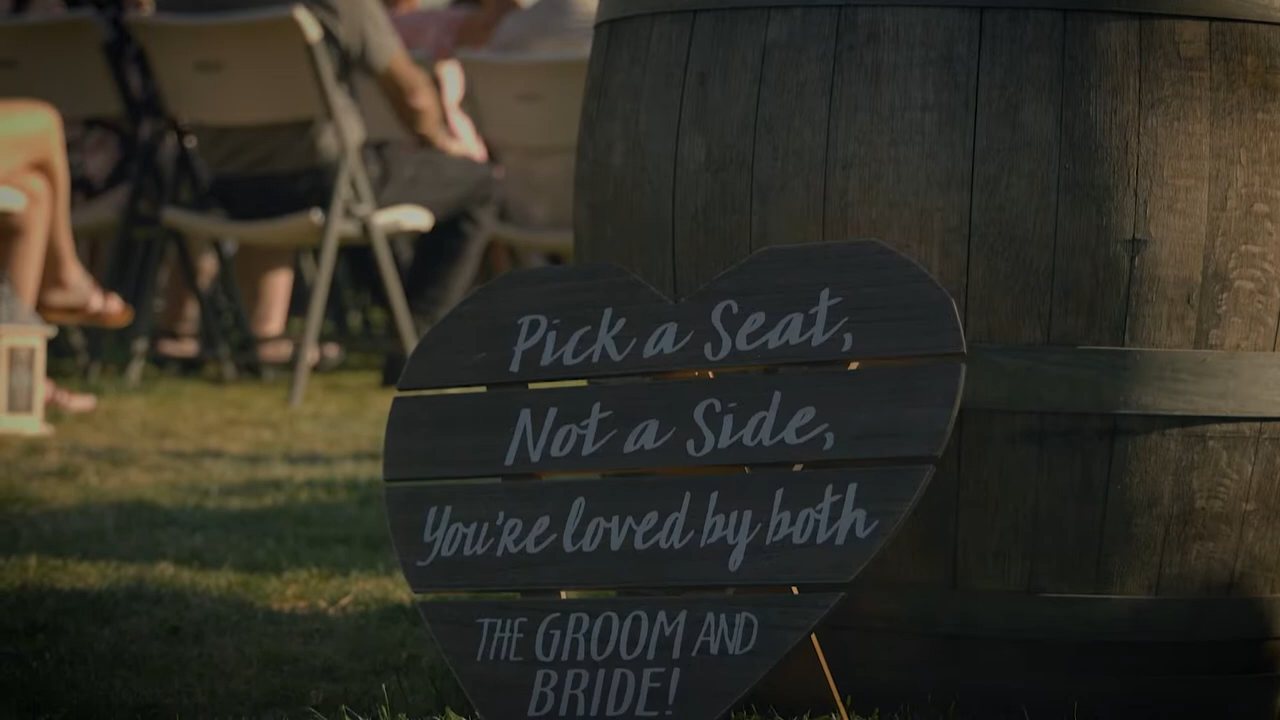 Pick a Seat,
Not a Side,
You're loved by both
THE GROOM AND
BRIDE!